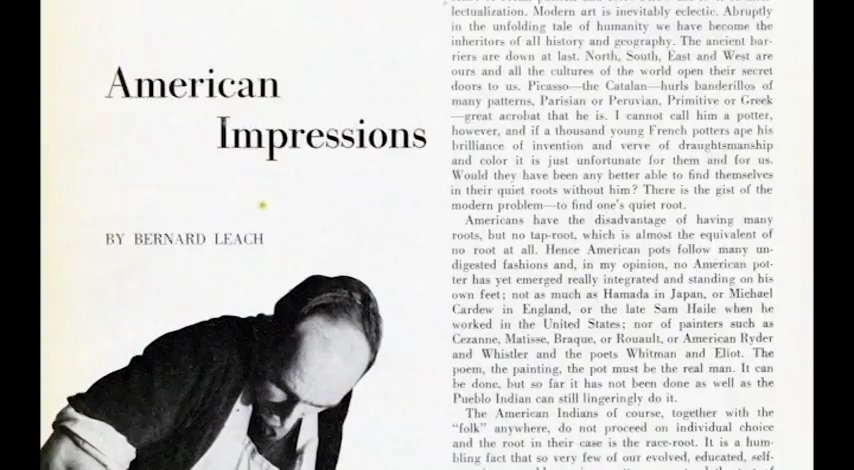 American
Impressions
BY BERNARD LEACH
lectualization. Modern art is inevitably eclectic. Abruptly
in the unfolding tale of humanity we have become the
inheritors of all history and geography. The ancient bar-
riers are down at last. North, South, East and West are
ours and all the cultures of the world open their secret
doors to us. Picasso—the Catalan—hurls banderillos of
many patterns, Parisian or Peruvian, Primitive or Greek
—great acrobat that he is. I cannot call him a potter,
however, and if a thousand young French potters ape his
brilliance of invention and verve of draughtsmanship
and color it is just unfortunate for them and for us.
Would they have been any better able to find themselves
in their quiet roots without him? There is the gist of the
modern problem—to find one's quiet root.
Americans have the disadvantage of having many
roots, but no tap-root, which is almost the equivalent of
no root at all. Hence American pots follow many un-
digested fashions and, in my opinion, no American pot-
ter has yet emerged really integrated and standing on his
own feet; not as much as Hamada in Japan, or Michael
Cardew in England, or the late Sam Haile when he
worked in the United States; nor of painters such as
Cezanne, Matisse, Braque, or Rouault, or American Ryder
and Whistler and the poets Whitman and Eliot. The
poem, the painting, the pot must be the real man. It can
be done, but so far it has not been done as well as the
Pueblo Indian can still lingeringly do it.
The American Indians of course, together with the
"folk" anywhere, do not proceed on individual choice
and the root in their case is the race-root. It is a hum-
bling fact that so very few of our evolved, educated, self-